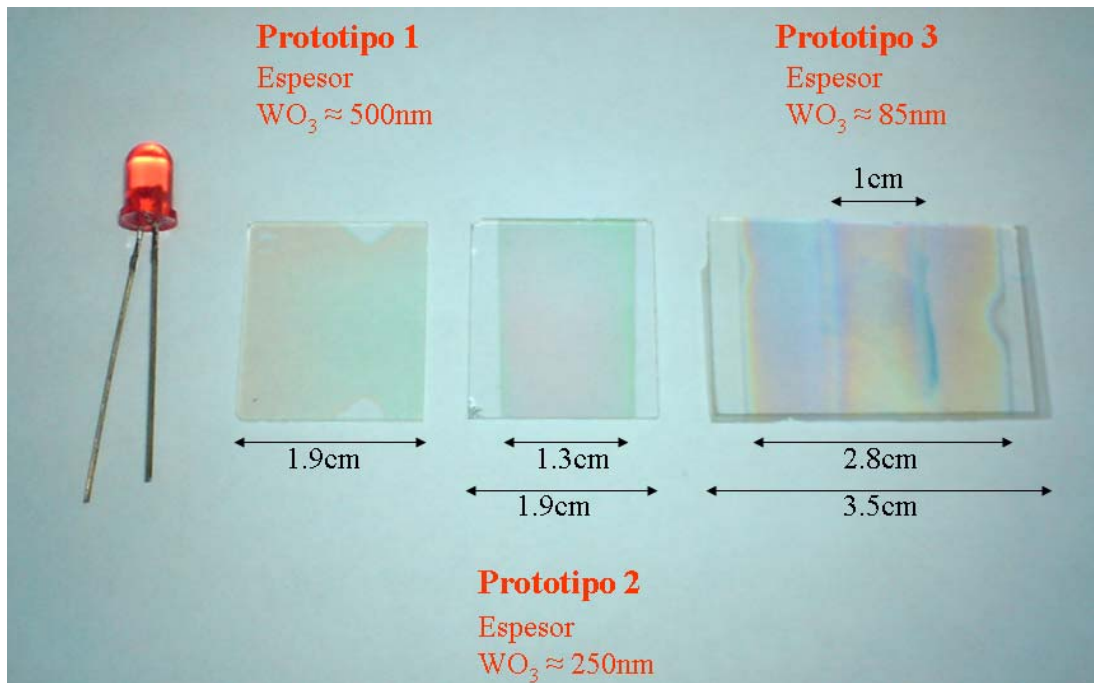 Prototipo 1
Espesor
WO₃ ≈ 500nm
Prototipo 3
Espesor
WO₃ ≈ 85nm
1cm
1.9cm
1.3cm
1.9cm
2.8cm
3.5cm
Prototipo 2
Espesor
WO₃ ≈ 250nm